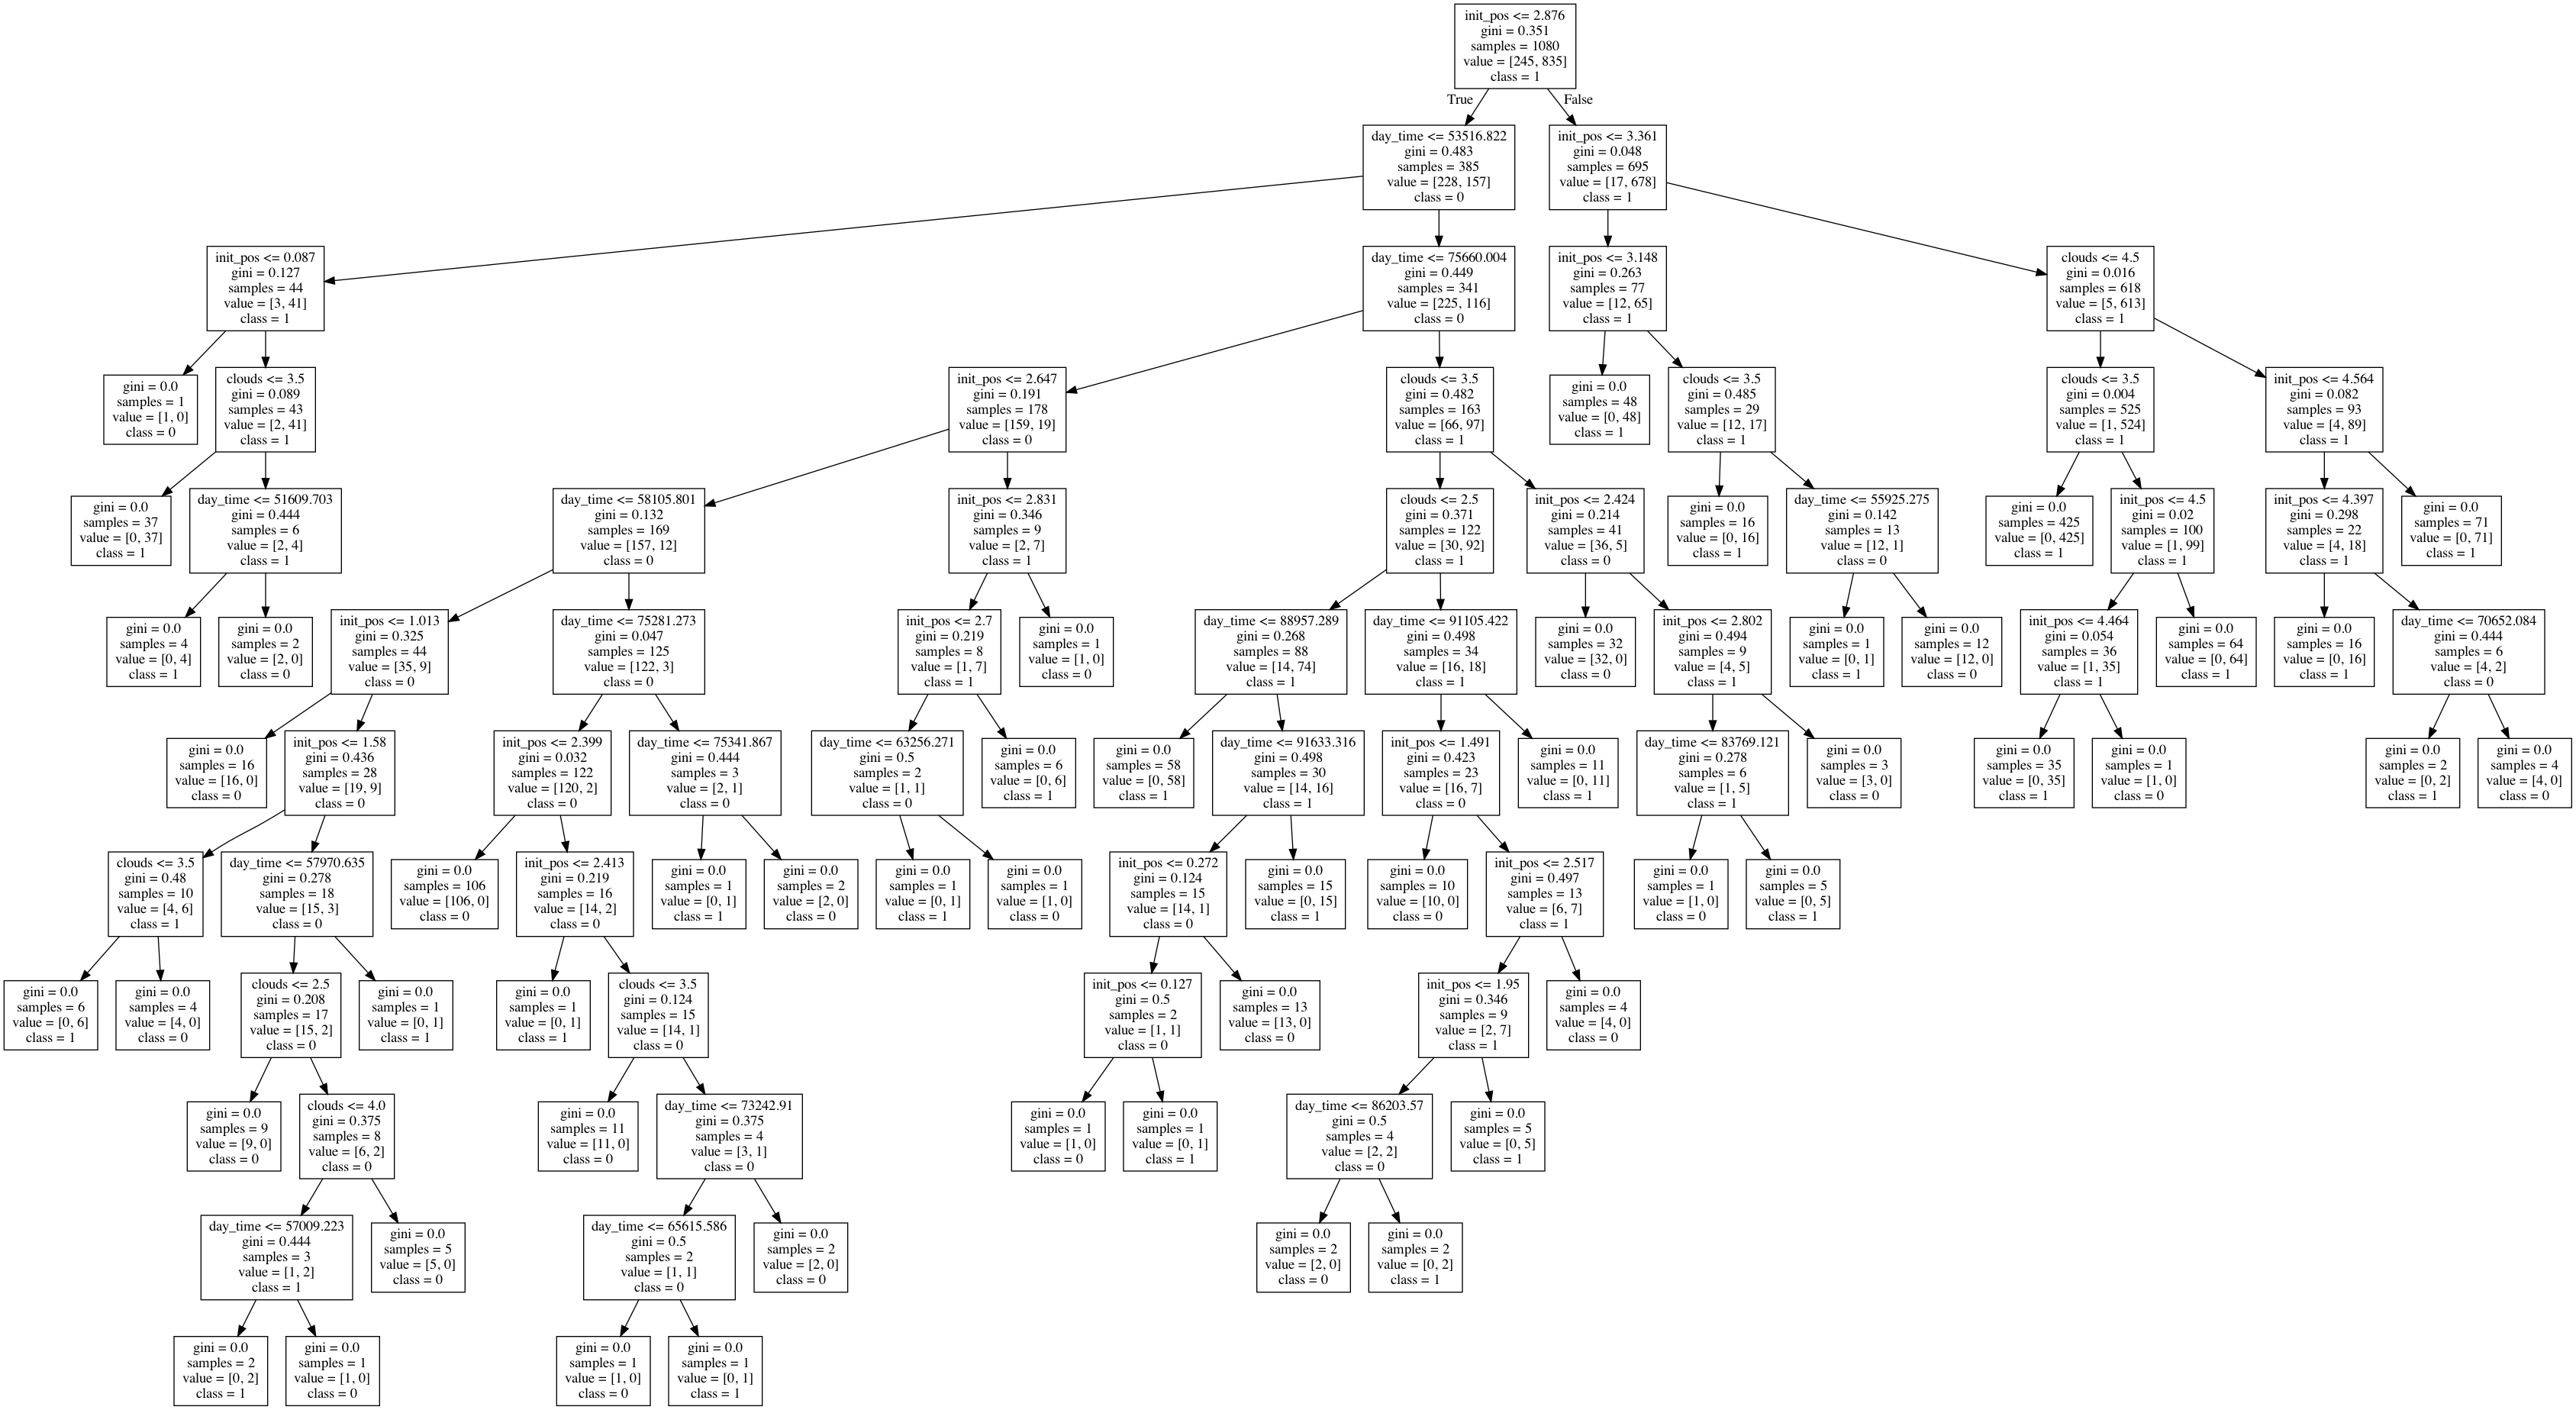 init_pos <= 2.876
gini = 0.351
samples = 1080
value = [245, 835]
class = 1
True
False
day_time <= 53516.822
gini = 0.483
samples = 385
value = [228, 157]
class = 0
init_pos <= 3.361
gini = 0.048
samples = 695
value = [17, 678]
class = 1
init_pos <= 0.087
gini = 0.127
samples = 44
value = [3, 41]
class = 1
day_time <= 75660.004
gini = 0.449
samples = 341
value = [225, 116]
class = 0
init_pos <= 3.148
gini = 0.263
samples = 77
value = [12, 65]
class = 1
clouds <= 4.5
gini = 0.016
samples = 618
value = [5, 613]
class = 1
gini = 0.0
samples = 1
value = [1, 0]
class = 0
clouds <= 3.5
gini = 0.089
samples = 43
value = [2, 41]
class = 1
init_pos <= 2.647
gini = 0.191
samples = 178
value = [159, 19]
class = 0
clouds <= 3.5
gini = 0.482
samples = 163
value = [66, 97]
class = 1
gini = 0.0
samples = 48
value = [0, 48]
class = 1
clouds <= 3.5
gini = 0.485
samples = 29
value = [12, 17]
class = 1
clouds <= 3.5
gini = 0.004
samples = 525
value = [1, 524]
class = 1
init_pos <= 4.564
gini = 0.082
samples = 93
value = [4, 89]
class = 1
gini = 0.0
samples = 37
value = [0, 37]
class = 1
day_time <= 51609.703
gini = 0.444
samples = 6
value = [2, 4]
class = 1
day_time <= 58105.801
gini = 0.132
samples = 169
value = [157, 12]
class = 0
init_pos <= 2.831
gini = 0.346
samples = 9
value = [2, 7]
class = 1
clouds <= 2.5
gini = 0.371
samples = 122
value = [30, 92]
class = 1
init_pos <= 2.424
gini = 0.214
samples = 41
value = [36, 5]
class = 0
gini = 0.0
samples = 16
value = [0, 16]
class = 1
day_time <= 55925.275
gini = 0.142
samples = 13
value = [12, 1]
class = 0
gini = 0.0
samples = 425
value = [0, 425]
class = 1
init_pos <= 4.5
gini = 0.02
samples = 100
value = [1, 99]
class = 1
init_pos <= 4.397
gini = 0.298
samples = 22
value = [4, 18]
class = 1
gini = 0.0
samples = 71
value = [0, 71]
class = 1
gini = 0.0
samples = 4
value = [0, 4]
class = 1
gini = 0.0
samples = 2
value = [2, 0]
class = 0
init_pos <= 1.013
gini = 0.325
samples = 44
value = [35, 9]
class = 0
day_time <= 75281.273
gini = 0.047
samples = 125
value = [122, 3]
class = 0
init_pos <= 2.7
gini = 0.219
samples = 8
value = [1, 7]
class = 1
gini = 0.0
samples = 1
value = [1, 0]
class = 0
day_time <= 88957.289
gini = 0.268
samples = 88
value = [14, 74]
class = 1
day_time <= 91105.422
gini = 0.498
samples = 34
value = [16, 18]
class = 1
gini = 0.0
samples = 32
value = [32, 0]
class = 0
init_pos <= 2.802
gini = 0.494
samples = 9
value = [4, 5]
class = 1
gini = 0.0
samples = 1
value = [0, 1]
class = 1
gini = 0.0
samples = 12
value = [12, 0]
class = 0
init_pos <= 4.464
gini = 0.054
samples = 36
value = [1, 35]
class = 1
gini = 0.0
samples = 64
value = [0, 64]
class = 1
gini = 0.0
samples = 16
value = [0, 16]
class = 1
day_time <= 70652.084
gini = 0.444
samples = 6
value = [4, 2]
class = 0
gini = 0.0
samples = 16
value = [16, 0]
class = 0
init_pos <= 1.58
gini = 0.436
samples = 28
value = [19, 9]
class = 0
init_pos <= 2.399
gini = 0.032
samples = 122
value = [120, 2]
class = 0
day_time <= 75341.867
gini = 0.444
samples = 3
value = [2, 1]
class = 0
day_time <= 63256.271
gini = 0.5
samples = 2
value = [1, 1]
class = 0
gini = 0.0
samples = 6
value = [0, 6]
class = 1
gini = 0.0
samples = 58
value = [0, 58]
class = 1
day_time <= 91633.316
gini = 0.498
samples = 30
value = [14, 16]
class = 1
init_pos <= 1.491
gini = 0.423
samples = 23
value = [16, 7]
class = 0
gini = 0.0
samples = 11
value = [0, 11]
class = 1
day_time <= 83769.121
gini = 0.278
samples = 6
value = [1, 5]
class = 1
gini = 0.0
samples = 3
value = [3, 0]
class = 0
gini = 0.0
samples = 35
value = [0, 35]
class = 1
gini = 0.0
samples = 1
value = [1, 0]
class = 0
gini = 0.0
samples = 2
value = [0, 2]
class = 1
gini = 0.0
samples = 4
value = [4, 0]
class = 0
clouds <= 3.5
gini = 0.48
samples = 10
value = [4, 6]
class = 1
day_time <= 57970.635
gini = 0.278
samples = 18
value = [15, 3]
class = 0
gini = 0.0
samples = 106
value = [106, 0]
class = 0
init_pos <= 2.413
gini = 0.219
samples = 16
value = [14, 2]
class = 0
gini = 0.0
samples = 1
value = [0, 1]
class = 1
gini = 0.0
samples = 2
value = [2, 0]
class = 0
gini = 0.0
samples = 1
value = [0, 1]
class = 1
gini = 0.0
samples = 1
value = [1, 0]
class = 0
init_pos <= 0.272
gini = 0.124
samples = 15
value = [14, 1]
class = 0
gini = 0.0
samples = 15
value = [0, 15]
class = 1
gini = 0.0
samples = 10
value = [10, 0]
class = 0
init_pos <= 2.517
gini = 0.497
samples = 13
value = [6, 7]
class = 1
gini = 0.0
samples = 1
value = [1, 0]
class = 0
gini = 0.0
samples = 5
value = [0, 5]
class = 1
gini = 0.0
samples = 6
value = [0, 6]
class = 1
gini = 0.0
samples = 4
value = [4, 0]
class = 0
clouds <= 2.5
gini = 0.208
samples = 17
value = [15, 2]
class = 0
gini = 0.0
samples = 1
value = [0, 1]
class = 1
gini = 0.0
samples = 1
value = [0, 1]
class = 1
clouds <= 3.5
gini = 0.124
samples = 15
value = [14, 1]
class = 0
init_pos <= 0.127
gini = 0.5
samples = 2
value = [1, 1]
class = 0
gini = 0.0
samples = 13
value = [13, 0]
class = 0
init_pos <= 1.95
gini = 0.346
samples = 9
value = [2, 7]
class = 1
gini = 0.0
samples = 4
value = [4, 0]
class = 0
gini = 0.0
samples = 9
value = [9, 0]
class = 0
clouds <= 4.0
gini = 0.375
samples = 8
value = [6, 2]
class = 0
gini = 0.0
samples = 11
value = [11, 0]
class = 0
day_time <= 73242.91
gini = 0.375
samples = 4
value = [3, 1]
class = 0
gini = 0.0
samples = 1
value = [1, 0]
class = 0
gini = 0.0
samples = 1
value = [0, 1]
class = 1
day_time <= 86203.57
gini = 0.5
samples = 4
value = [2, 2]
class = 0
gini = 0.0
samples = 5
value = [0, 5]
class = 1
day_time <= 57009.223
gini = 0.444
samples = 3
value = [1, 2]
class = 1
gini = 0.0
samples = 5
value = [5, 0]
class = 0
day_time <= 65615.586
gini = 0.5
samples = 2
value = [1, 1]
class = 0
gini = 0.0
samples = 2
value = [2, 0]
class = 0
gini = 0.0
samples = 2
value = [2, 0]
class = 0
gini = 0.0
samples = 2
value = [0, 2]
class = 1
gini = 0.0
samples = 2
value = [0, 2]
class = 1
gini = 0.0
samples = 1
value = [1, 0]
class = 0
gini = 0.0
samples = 1
value = [1, 0]
class = 0
gini = 0.0
samples = 1
value = [0, 1]
class = 1